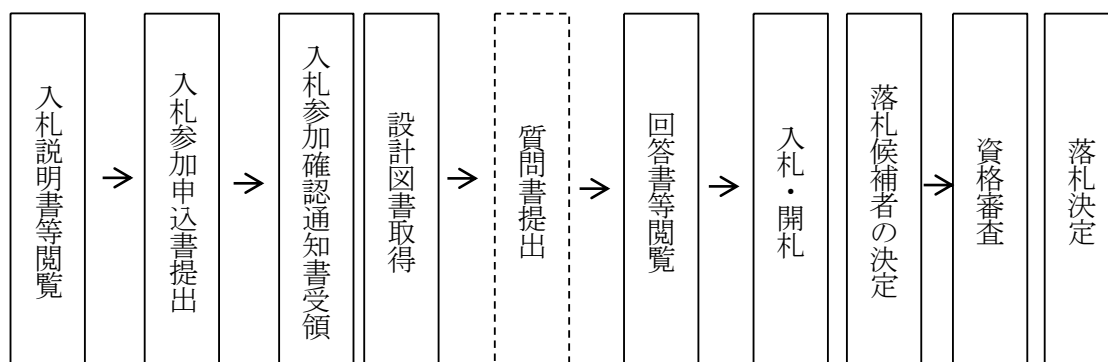 入札説明書等閲覧
入札参加申込書提出
入札参加確認通知書受領
設計図書取得
質問書提出
回答書等閲覧
入札・開札
落札候補者の決定
資格審査
落札決定